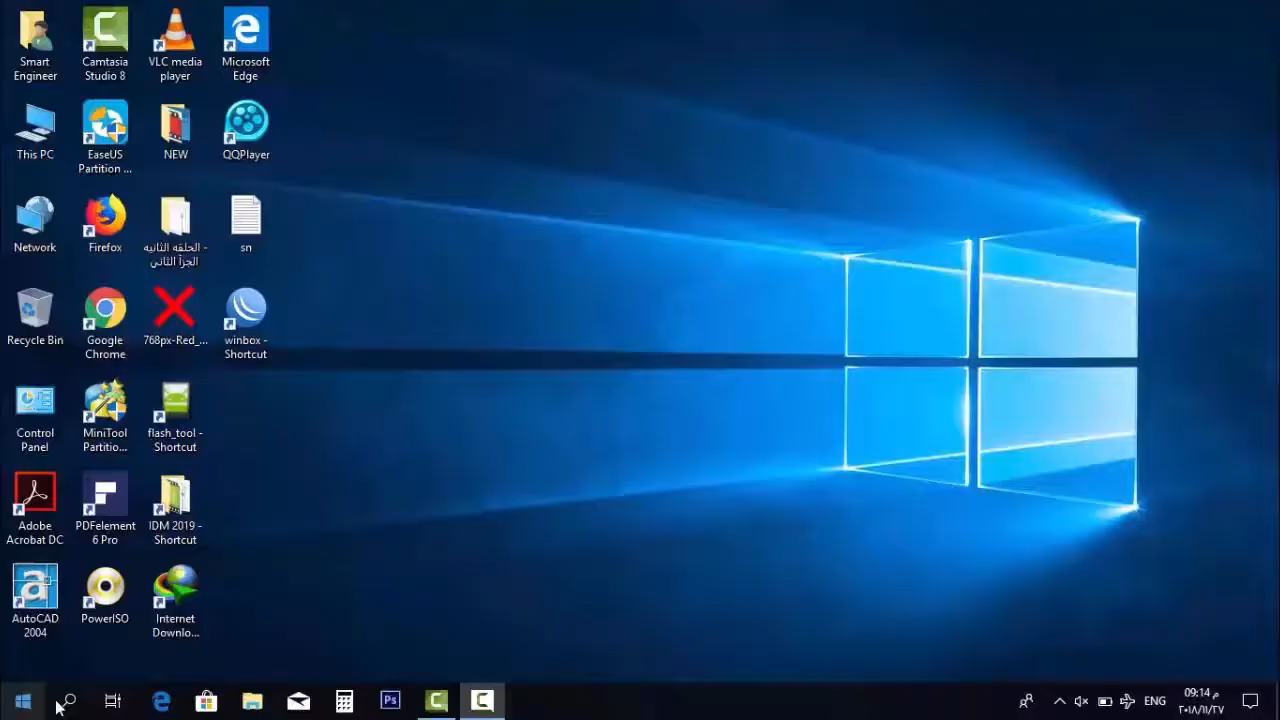 Smart
Engineer
Camtasia
Studio 8
VLC media
player
Microsoft
Edge
This PC
EaseUS
Partition ...
NEW
QQPlayer
Network
Firefox
الحلقه الثانيه -
الجزأ الثاني
sn
Recycle Bin
Google
Chrome
768px-Red_...
winbox -
Shortcut
Control
Panel
MiniTool
Partitio...
flash_tool -
Shortcut
Adobe
Acrobat DC
PDFelement
6 Pro
IDM 2019 -
Shortcut
AutoCAD
2004
PowerISO
Internet
Downlo...
Ps
ENG
09:14 م
٢٠١٨/١١/٢٧